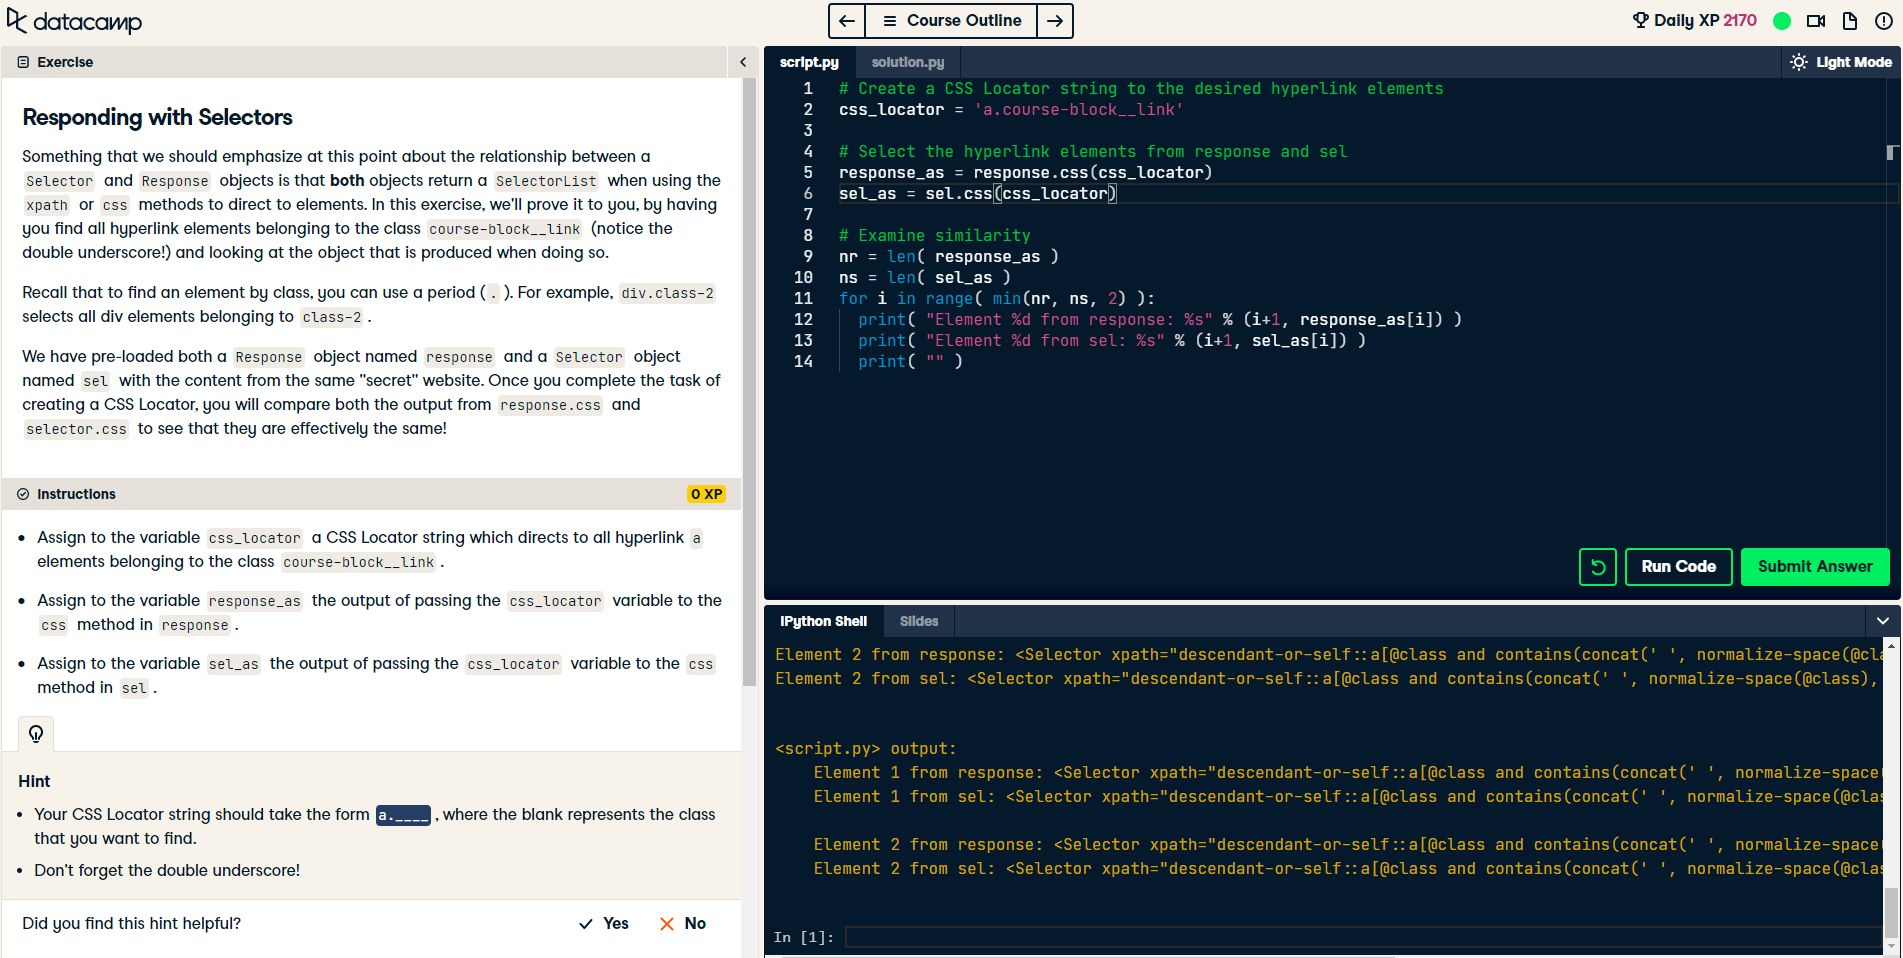 datacamp
Course Outline
Daily XP 2170
Exercise
Responding with Selectors
Something that we should emphasize at this point about the relationship between a
Selector and Response objects is that both objects return a SelectorList when using the
xpath or css methods to direct to elements. In this exercise, we'll prove it to you, by having
you find all hyperlink elements belonging to the class course-block__link (notice the
double underscore!) and looking at the object that is produced when doing so.
Recall that to find an element by class, you can use a period ( . ). For example, div.class-2
selects all div elements belonging to class-2 .
We have pre-loaded both a Response object named response and a Selector object
named sel with the content from the same "secret" website. Once you complete the task of
creating a CSS Locator, you will compare both the output from response.css and
selector.css to see that they are effectively the same!
Instructions
0 XP
Assign to the variable css_locator a CSS Locator string which directs to all hyperlink a
elements belonging to the class course-block__link .
Assign to the variable response_as the output of passing the css_locator variable to the
css method in response .
Assign to the variable sel_as the output of passing the css_locator variable to the css
method in sel .
Hint
Your CSS Locator string should take the form a.____ , where the blank represents the class
that you want to find.
Don't forget the double underscore!
Did you find this hint helpful?
Yes
No
script.py
solution.py
Light Mode
1 # Create a CSS Locator string to the desired hyperlink elements
2 css_locator = 'a.course-block__link'
3
4 # Select the hyperlink elements from response and sel
5 response_as = response.css(css_locator)
6 sel_as = sel.css(css_locator)
7
8 # Examine similarity
9 nr = len( response_as )
10 ns = len( sel_as )
11 for i in range( min(nr, ns, 2) ):
12 print( "Element %d from response: %s" % (i+1, response_as[i]) )
13 print( "Element %d from sel: %s" % (i+1, sel_as[i]) )
14 print( "" )
Run Code
Submit Answer
IPython Shell
Slides
Element 2 from response: <Selector xpath="descendant-or-self::a[@class and contains(concat(' ', normalize-space(@cla
Element 2 from sel: <Selector xpath="descendant-or-self::a[@class and contains(concat(' ', normalize-space(@class),
<script.py> output:
Element 1 from response: <Selector xpath="descendant-or-self::a[@class and contains(concat(' ', normalize-space(
Element 1 from sel: <Selector xpath="descendant-or-self::a[@class and contains(concat(' ', normalize-space(@clas
Element 2 from response: <Selector xpath="descendant-or-self::a[@class and contains(concat(' ', normalize-space(
Element 2 from sel: <Selector xpath="descendant-or-self::a[@class and contains(concat(' ', normalize-space(@clas
In [1]: